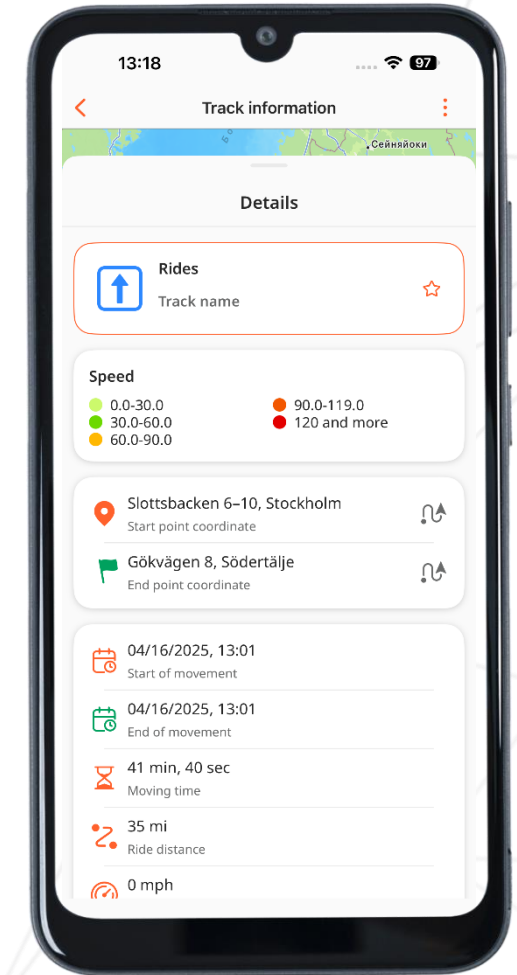 13:18
97
Track information
Бо
Сейняйоки
Details
Rides
Track name
Speed
0.0-30.0
90.0-119.0
30.0-60.0
120 and more
60.0-90.0
Slottsbacken 6–10, Stockholm
Start point coordinate
Gökvägen 8, Södertälje
End point coordinate
04/16/2025, 13:01
Start of movement
04/16/2025, 13:01
End of movement
41 min, 40 sec
Moving time
35 mi
Ride distance
0 mph